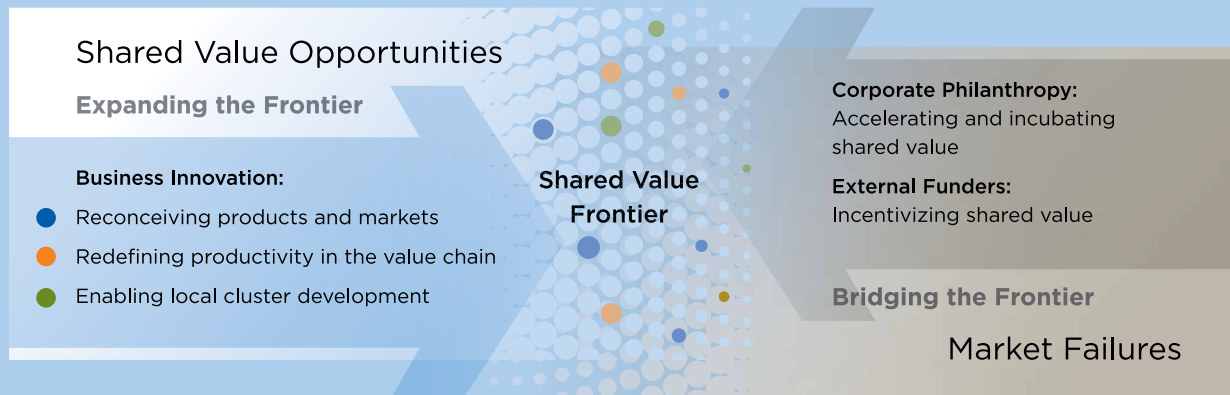 Shared Value Opportunities
Expanding the Frontier
Business Innovation:
Reconceiving products and markets
Redefining productivity in the value chain
Enabling local cluster development
Shared Value
Frontier
Corporate Philanthropy:
Accelerating and incubating
shared value
External Funders:
Incentivizing shared value
Bridging the Frontier
Market Failures